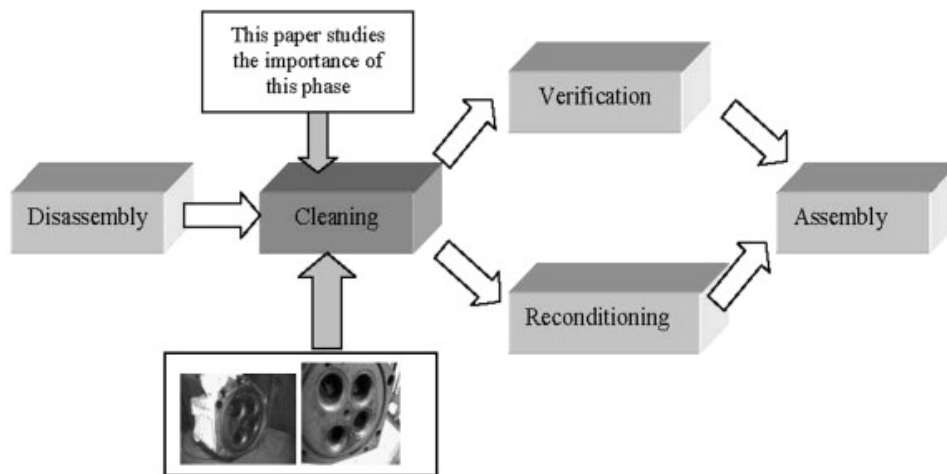 This paper studies
the importance of
this phase
Verification
Disassembly
Cleaning
Assembly
Reconditioning